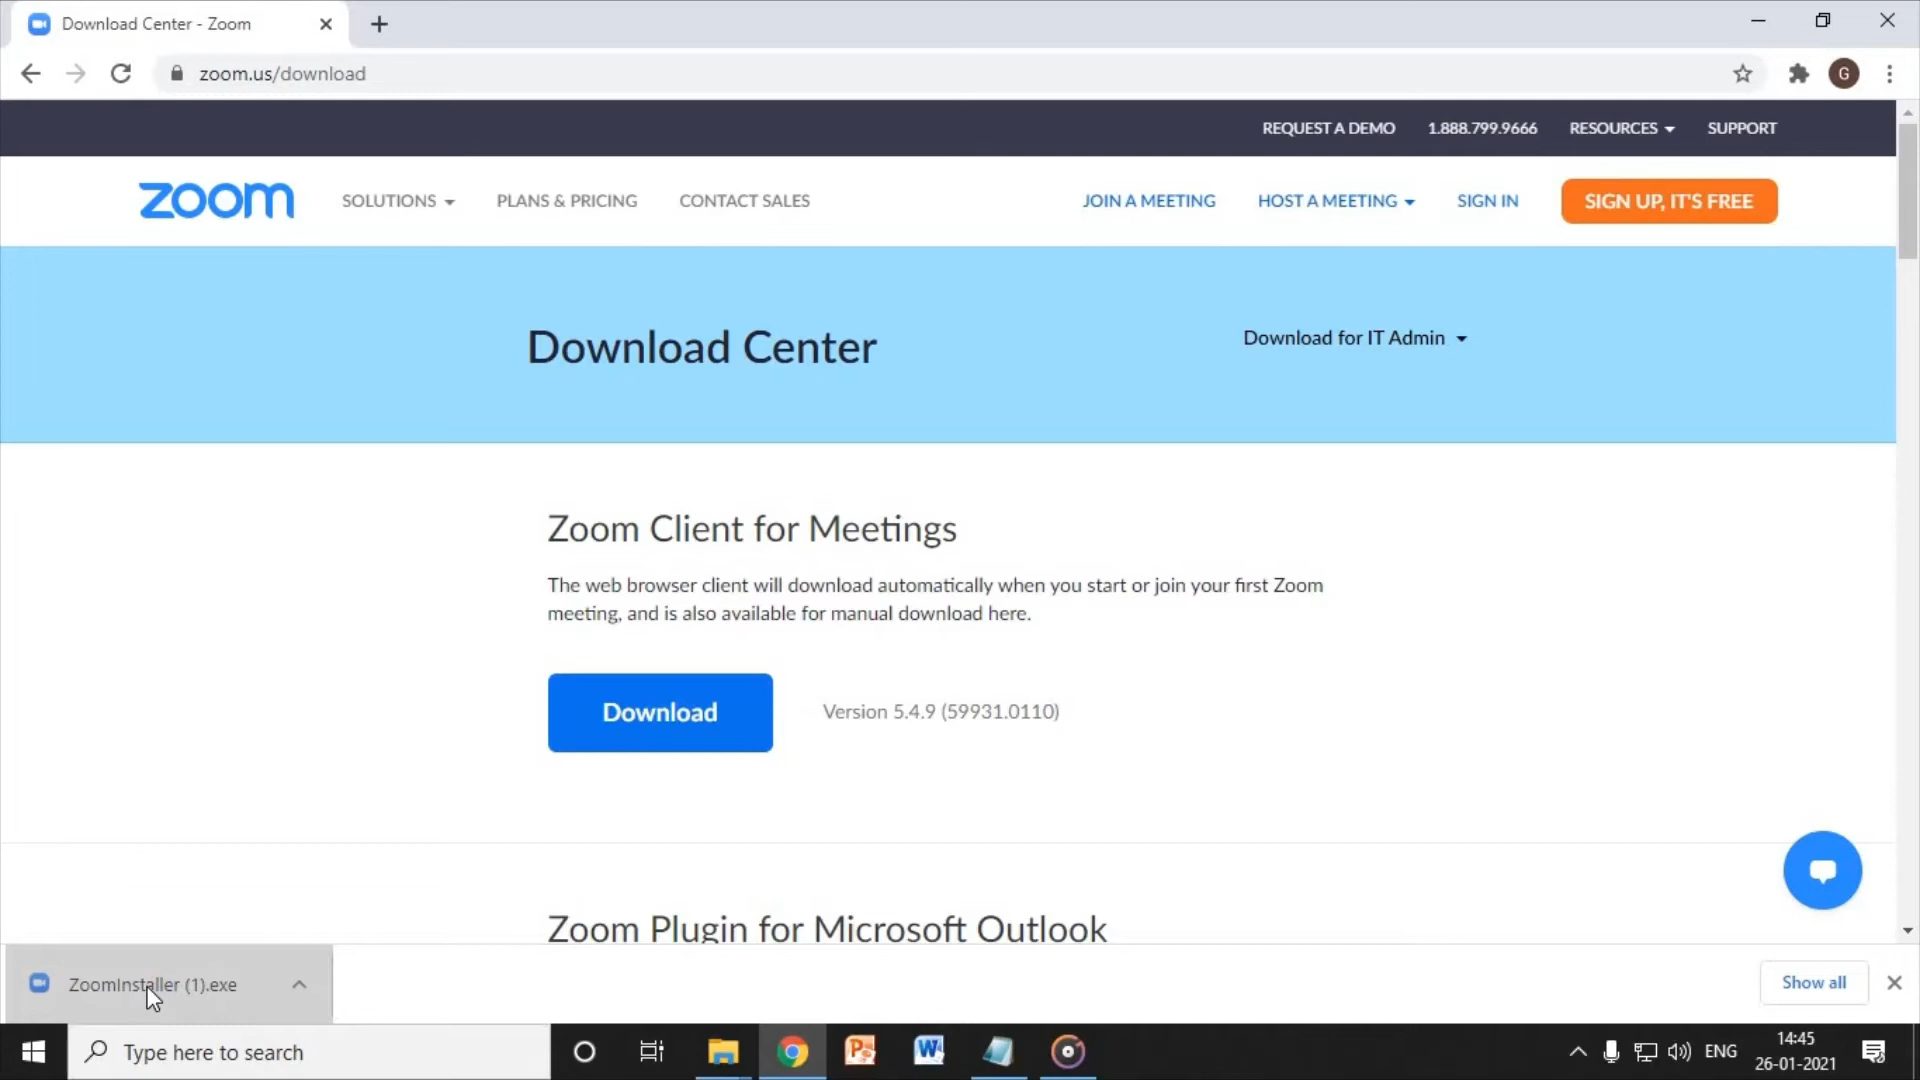 Download Center - Zoom
zoom.us/download
G
REQUEST A DEMO
1.888.799.9666
RESOURCES
SUPPORT
zoom
SOLUTIONS
PLANS & PRICING
CONTACT SALES
JOIN A MEETING
HOST A MEETING
SIGN IN
SIGN UP, IT'S FREE
Download Center
Download for IT Admin
Zoom Client for Meetings
The web browser client will download automatically when you start or join your first Zoom
meeting, and is also available for manual download here.
Download
Version 5.4.9 (59931.0110)
Zoom Plugin for Microsoft Outlook
ZoomInstaller (1).exe
Show all
Type here to search
P
W
ENG
14:45
26-01-2021